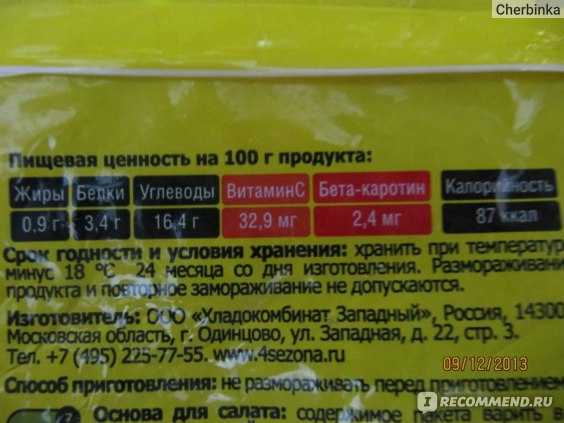 Cherbinka
Пищевая ценность на 100 г продукта:
Жиры Белки Углеводы Витамин С Бета-каротин Калорийность
0,9 г 3,4 г 16,4 г 32,9 мг 2,4 мг 87 ккал
Срок годности и условия хранения: хранить при температур
минус 18 °С 24 месяца со дня изготовления. Размораживание
продукта и повторное замораживание не допускаются.
Изготовитель: ООО «Хладокомбинат Западный», Россия, 14300
Московская область, г. Одинцово, ул. Западная, д. 22, стр. 3.
Тел. +7 (495) 225-77-55. www.4sezona.ru
09/12/2013
Способ приготовления: не размораживать перед приготовлением
Основа для салата: содержимое пакета варить в
I RECOMMEND.RU